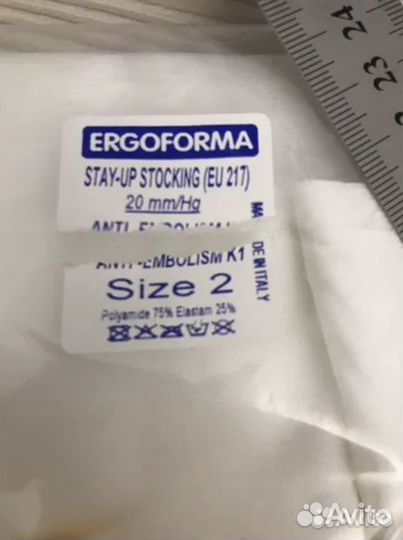 ERGOFORMA
STAY-UP STOCKING (EU 217)
20 mm/Hg
ANTI-EMBOLISM K1
Size 2
Polyamide 75% Elastam 25%
MADE IN ITALY
24
23
Avito